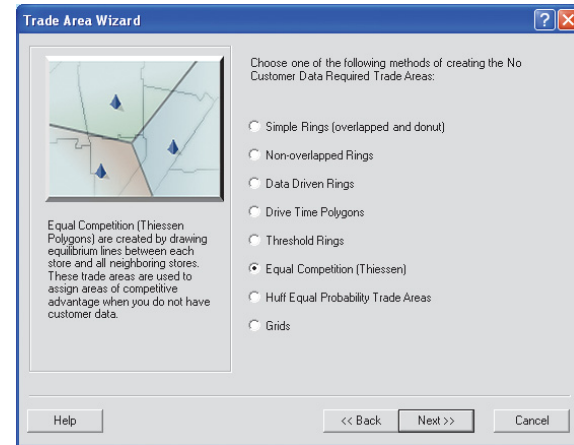 Trade Area Wizard
Choose one of the following methods of creating the No
Customer Data Required Trade Areas:
Simple Rings (overlapped and donut)
Non-overlapped Rings
Data Driven Rings
Drive Time Polygons
Threshold Rings
Equal Competition (Thiessen)
Huff Equal Probability Trade Areas
Grids
Equal Competition (Thiessen
Polygons) are created by drawing
equilibrium lines between each
store and all neighboring stores.
These trade areas are used to
assign areas of competitive
advantage when you do not have
customer data.
Help
<< Back
Next >>
Cancel